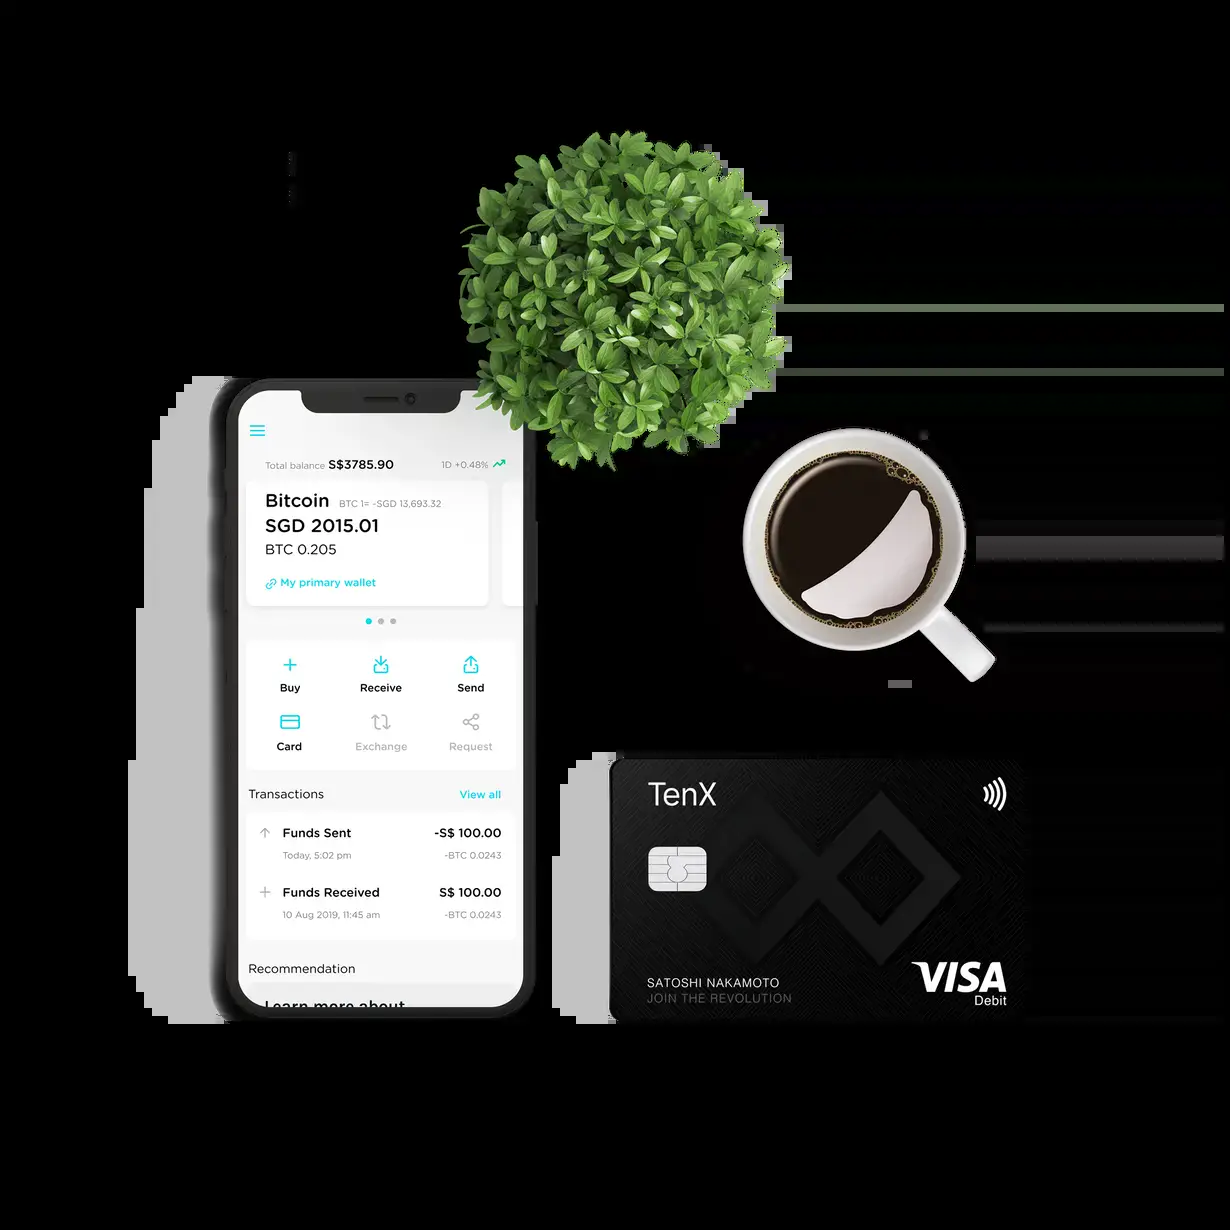 Total balance S$3785.90 1D +0.48%
Bitcoin BTC 1= ~SGD 13,693.32
SGD 2015.01
BTC 0.205
My primary wallet
Buy Receive Send
Card Exchange Request
Transactions View all
Funds Sent -S$ 100.00
Today, 5:02 pm -BTC 0.0243
Funds Received S$ 100.00
10 Aug 2019, 11:45 am -BTC 0.0243
Recommendation
Learn more about
TenX
SATOSHI NAKAMOTO
JOIN THE REVOLUTION
VISA
Debit